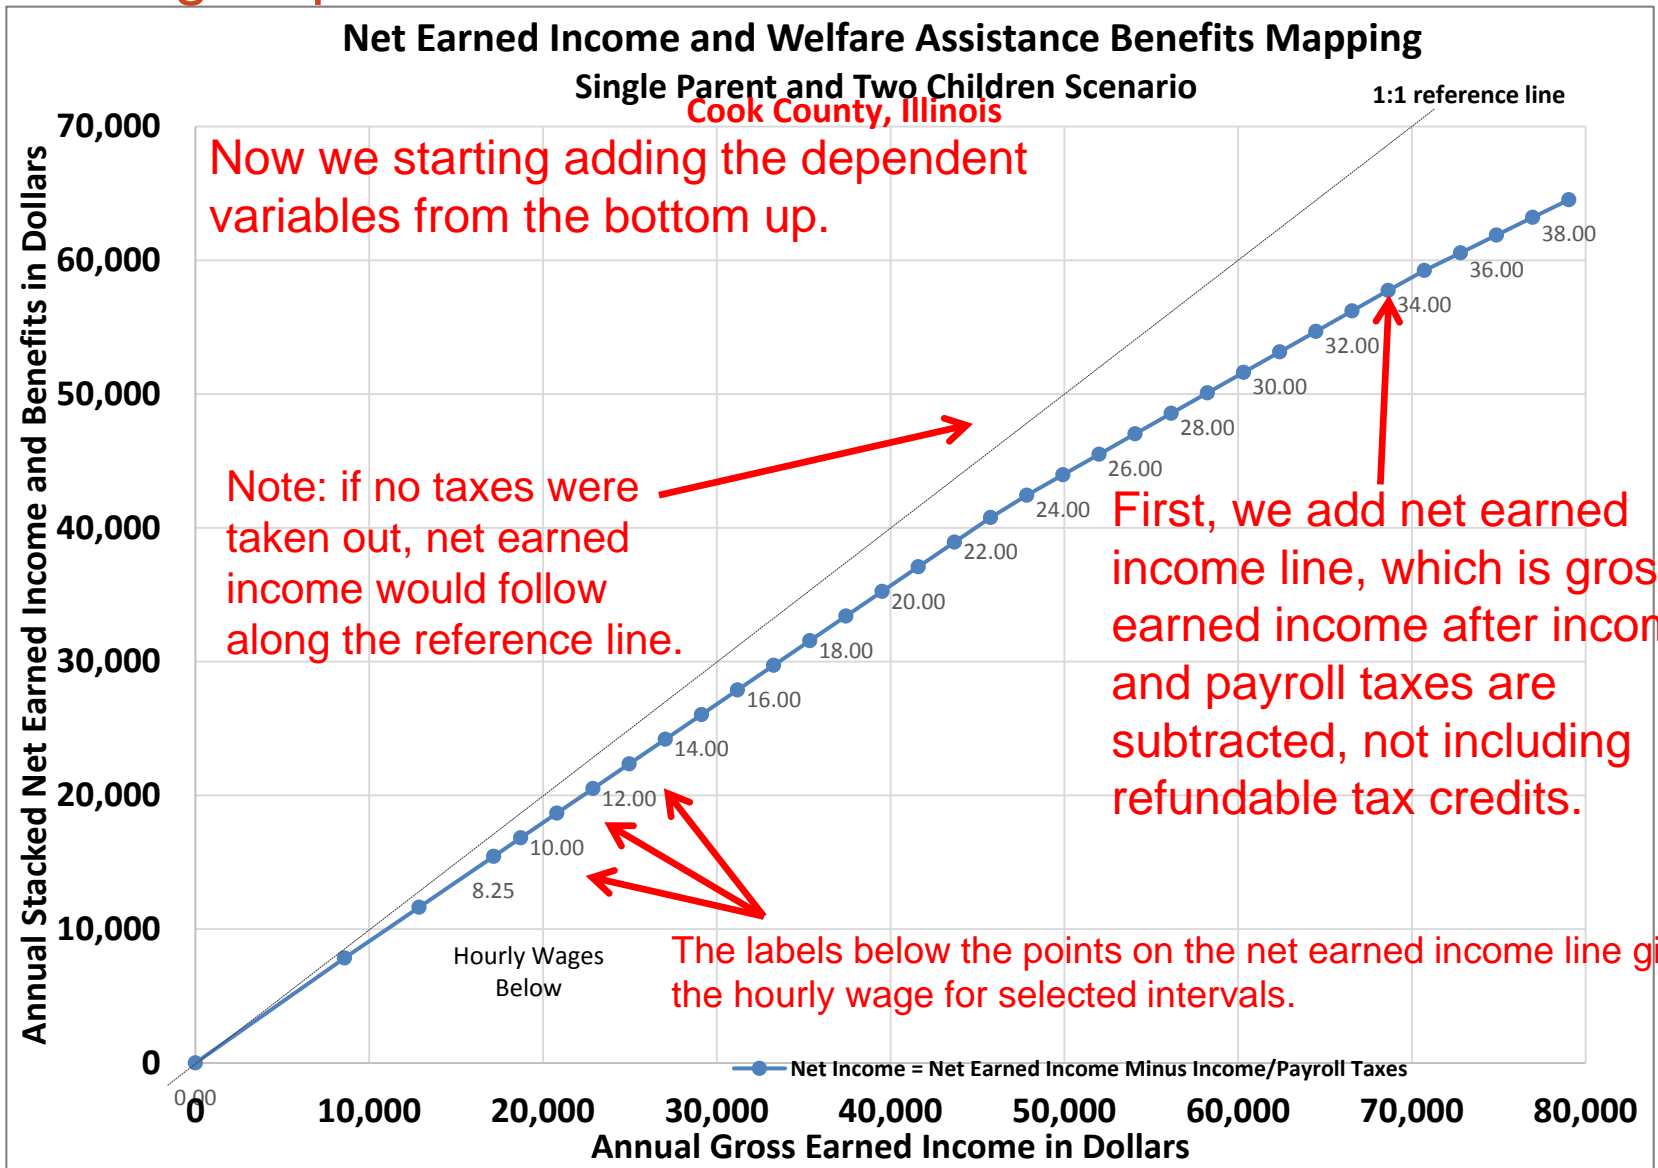 Net Earned Income and Welfare Assistance Benefits Mapping
Single Parent and Two Children Scenario
Cook County, Illinois
1:1 reference line
Annual Stacked Net Earned Income and Benefits in Dollars
70,000
60,000
50,000
40,000
30,000
20,000
10,000
0
Now we starting adding the dependent
variables from the bottom up.
Note: if no taxes were
taken out, net earned
income would follow
along the reference line.
First, we add net earned
income line, which is gros
earned income after incom
and payroll taxes are
subtracted, not including
refundable tax credits.
38.00
36.00
34.00
32.00
30.00
28.00
26.00
24.00
22.00
20.00
18.00
16.00
14.00
12.00
10.00
8.25
0.00
Hourly Wages
Below
The labels below the points on the net earned income line gi
the hourly wage for selected intervals.
Net Income = Net Earned Income Minus Income/Payroll Taxes
0 10,000 20,000 30,000 40,000 50,000 60,000 70,000 80,000
Annual Gross Earned Income in Dollars